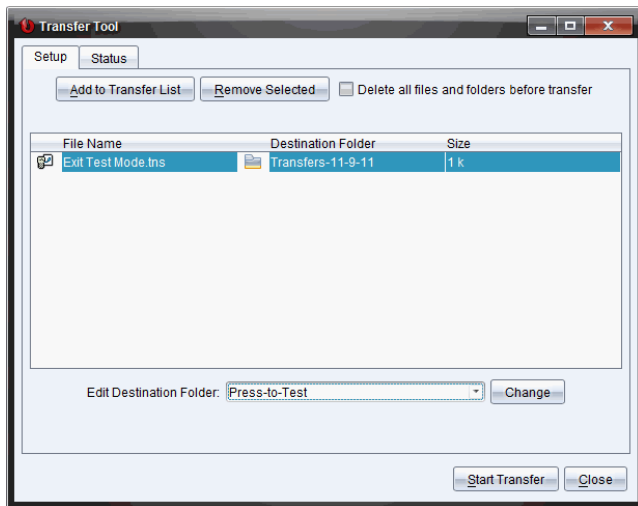 Transfer Tool
Setup Status
Add to Transfer List Remove Selected Delete all files and folders before transfer
File Name Destination Folder Size
Exit Test Mode.tns Transfers-11-9-11 1 k
Edit Destination Folder: Press-to-Test Change
Start Transfer Close